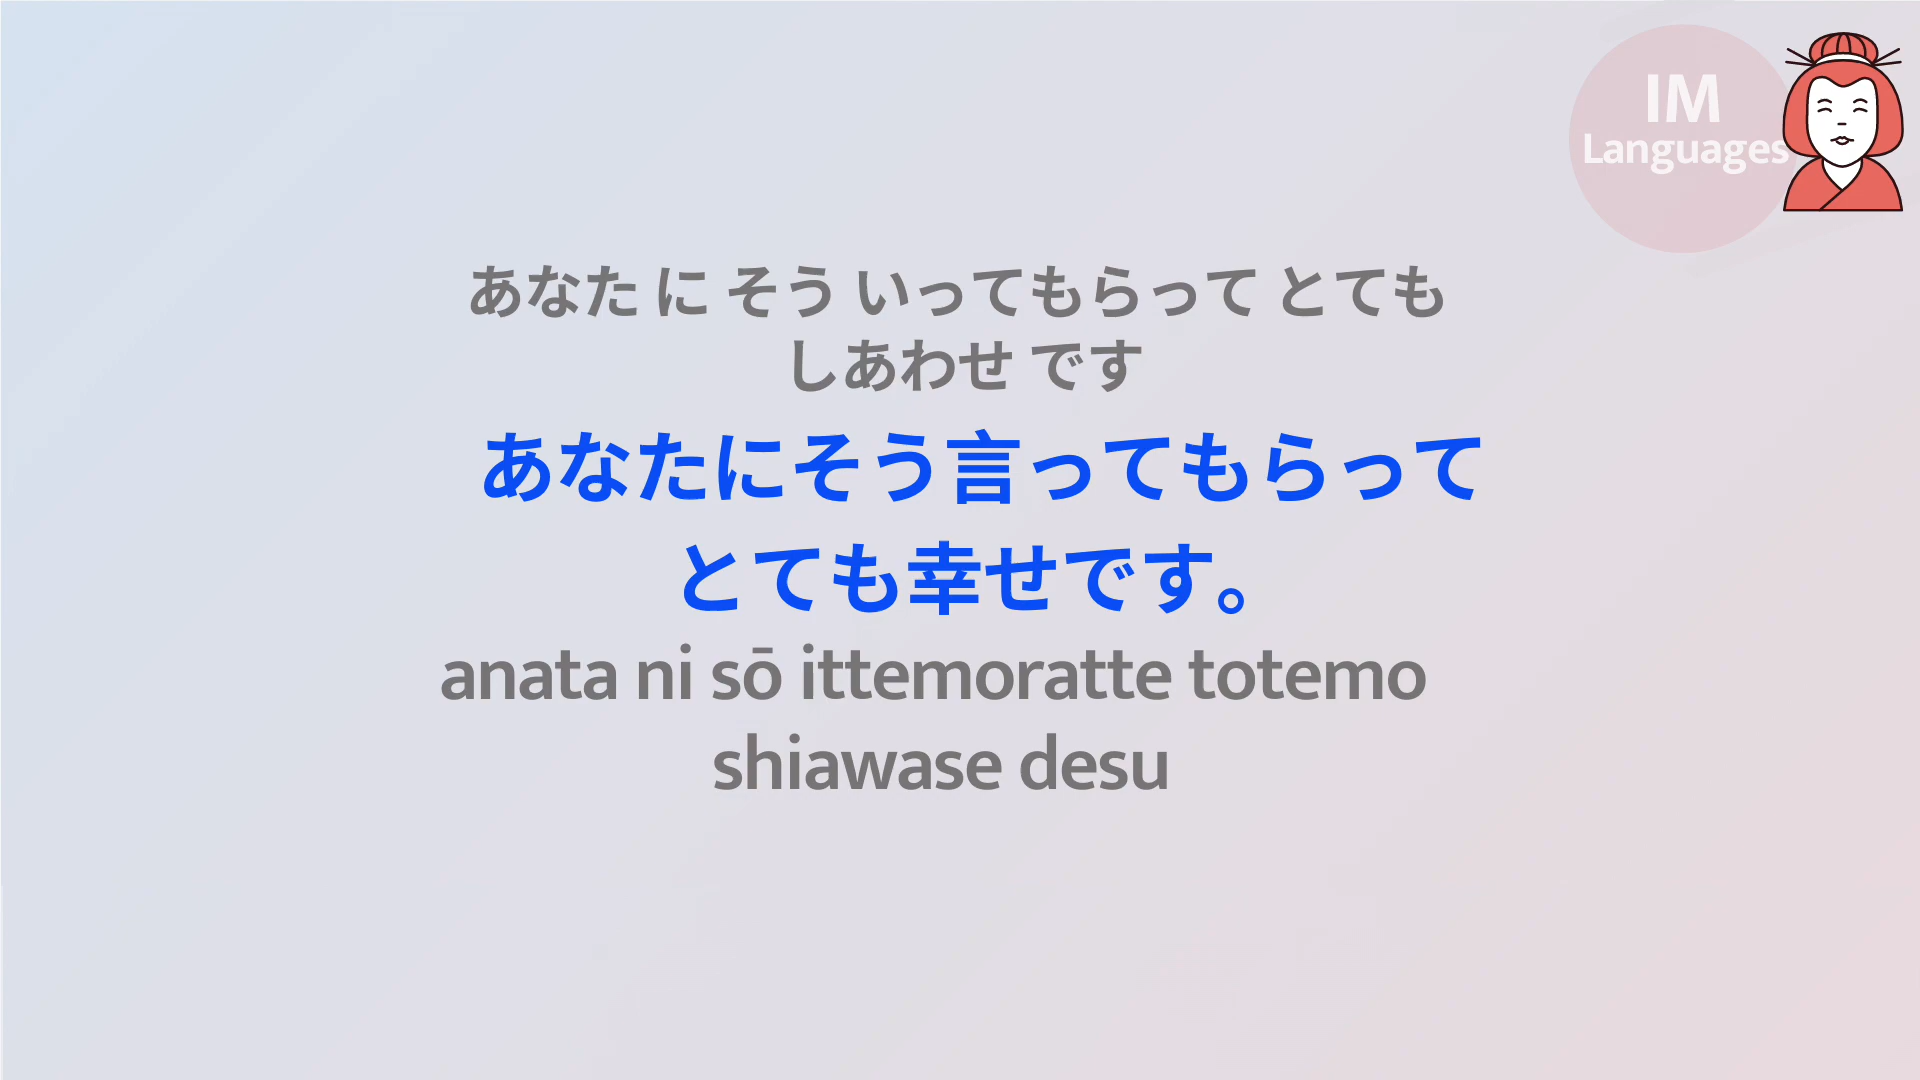 IM
Languages
あなた に そう いってもらって とても
しあわせ です
あなたにそう言ってもらって
とても幸せです。
anata ni sō ittemoratte totemo
shiawase desu